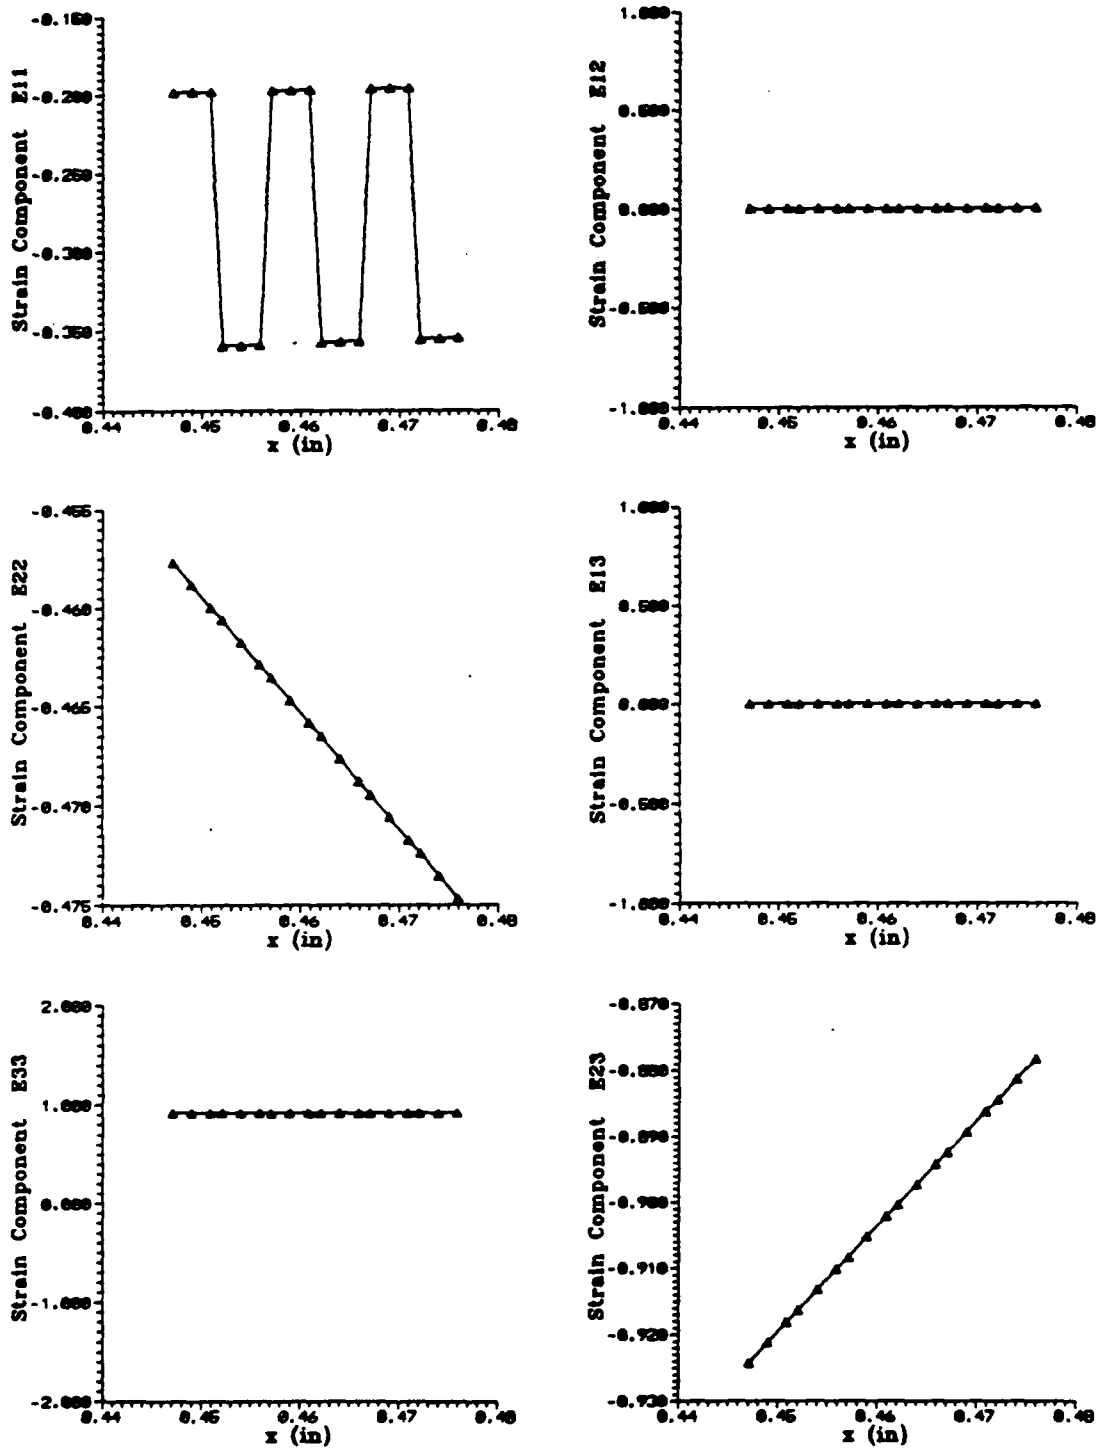 -0.150
-0.200
-0.250
-0.300
-0.350
-0.400
Strain Component E11
0.44 0.45 0.46 0.47 0.48
x (in)
1.000
0.500
0.000
-0.500
-1.000
Strain Component E12
0.44 0.45 0.46 0.47 0.48
x (in)
-0.455
-0.460
-0.465
-0.470
-0.475
Strain Component E22
0.44 0.45 0.46 0.47 0.48
x (in)
1.000
0.500
0.000
-0.500
-1.000
Strain Component E13
0.44 0.45 0.46 0.47 0.48
x (in)
2.000
1.000
0.000
-1.000
-2.000
Strain Component E33
0.44 0.45 0.46 0.47 0.48
x (in)
-0.870
-0.880
-0.890
-0.900
-0.910
-0.920
-0.930
Strain Component E23
0.44 0.45 0.46 0.47 0.48
x (in)